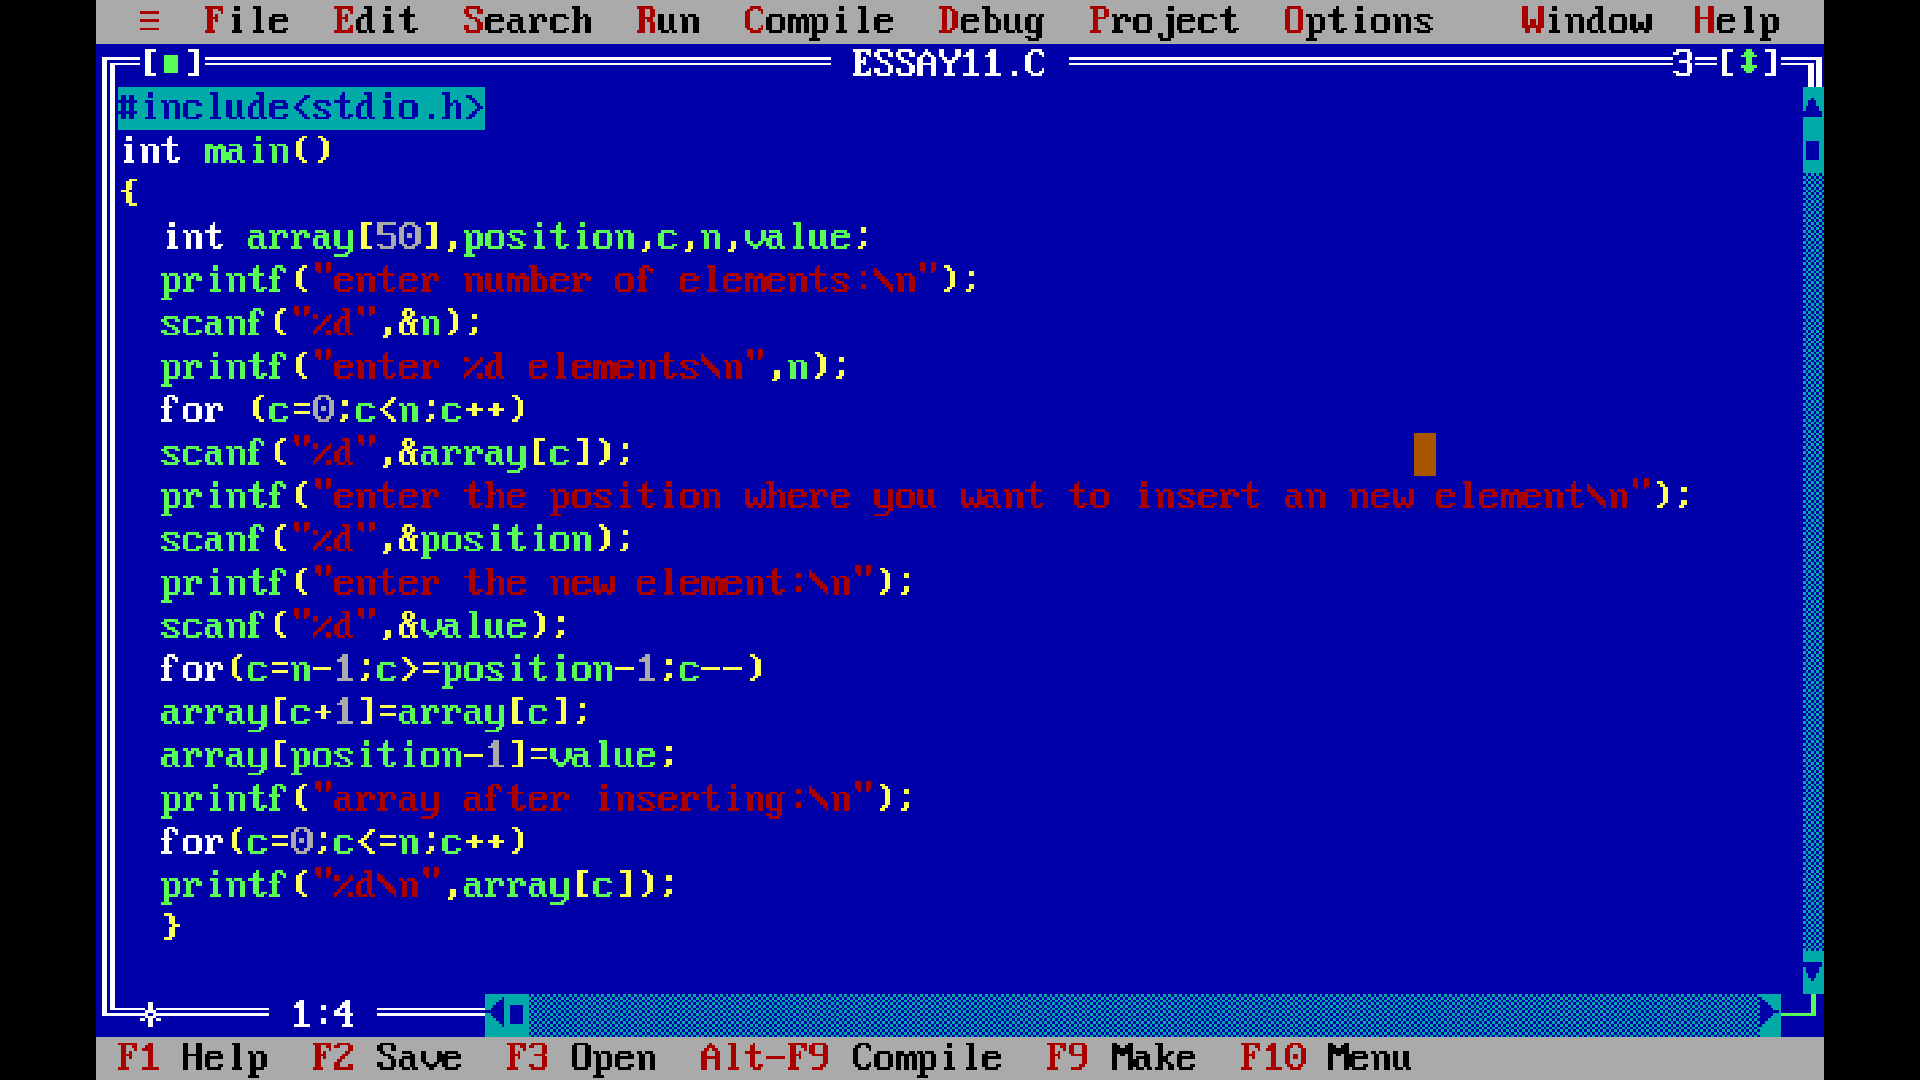 ≡ File Edit Search Run Compile Debug Project Options Window Help
[■] ESSAY11.C 3=[↕]
#include<stdio.h>
int main()
{
int array[50],position,c,n,value;
printf("enter number of elements:\n");
scanf("%d",&n);
printf("enter %d elements\n",n);
for (c=0;c<n;c++)
scanf("%d",&array[c]);
printf("enter the position where you want to insert an new element\n");
scanf("%d",&position);
printf("enter the new element:\n");
scanf("%d",&value);
for(c=n-1;c>=position-1;c--)
array[c+1]=array[c];
array[position-1]=value;
printf("array after inserting:\n");
for(c=0;c<=n;c++)
printf("%d\n",array[c]);
}
1:4
F1 Help F2 Save F3 Open Alt-F9 Compile F9 Make F10 Menu